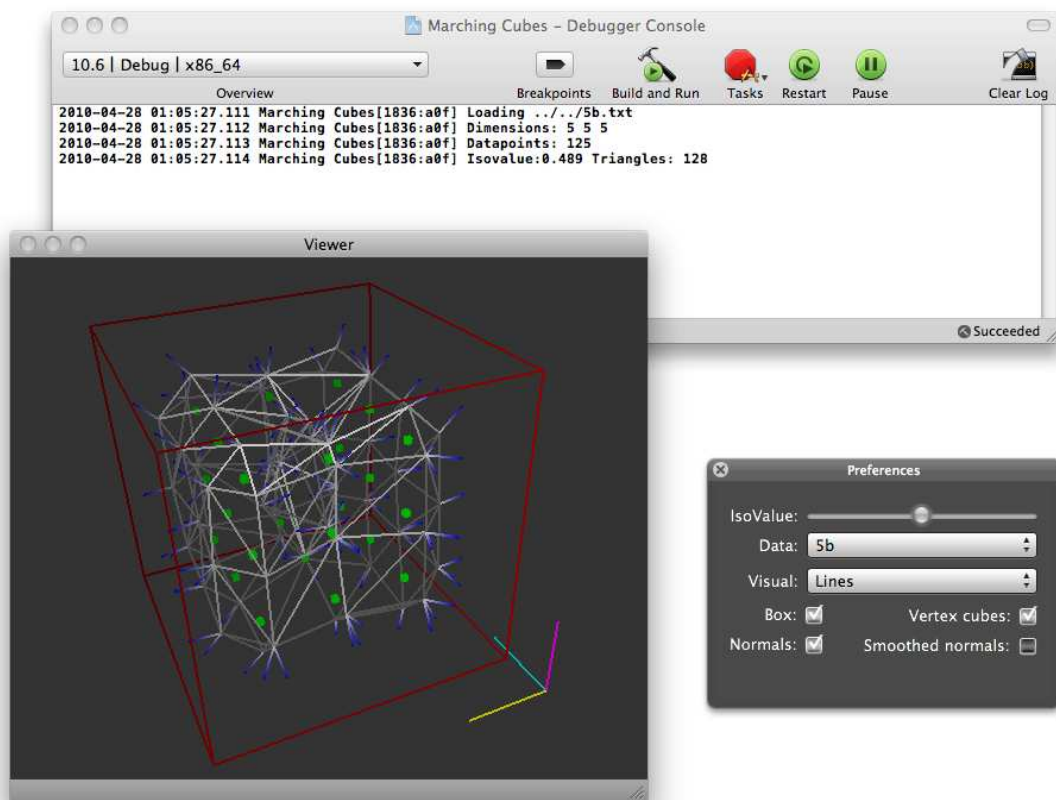 Marching Cubes – Debugger Console
10.6 | Debug | x86_64
Overview
Breakpoints
Build and Run
Tasks
Restart
Pause
Clear Log
2010-04-28 01:05:27.111 Marching Cubes[1836:a0f] Loading ../../5b.txt
2010-04-28 01:05:27.112 Marching Cubes[1836:a0f] Dimensions: 5 5 5
2010-04-28 01:05:27.113 Marching Cubes[1836:a0f] Datapoints: 125
2010-04-28 01:05:27.114 Marching Cubes[1836:a0f] Isovalue:0.489 Triangles: 128
Succeeded
Viewer
Preferences
IsoValue:
Data: 5b
Visual: Lines
Box:
Vertex cubes:
Normals:
Smoothed normals: